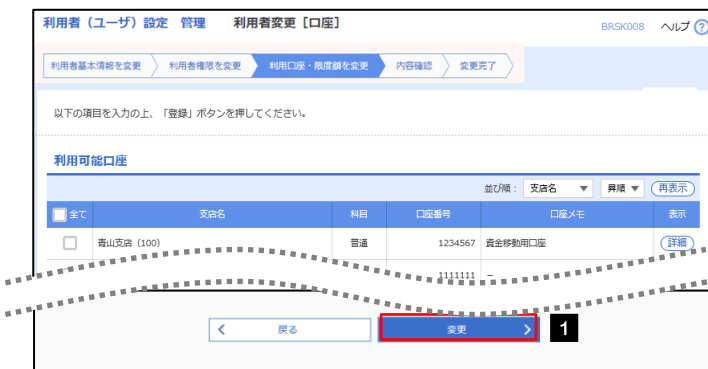 利用者（ユーザ）設定 管理 利用者変更［口座］
BRSK008 ヘルプ ?
利用者基本情報を変更 利用者権限を変更 利用口座・限度額を変更 内容確認 変更完了
以下の項目を入力の上、「登録」ボタンを押してください。
利用可能口座
並び順： 支店名 ▼ 昇順 ▼ 再表示
全て 支店名 科目 口座番号 口座メモ 表示
青山支店（100） 普通 1234567 資金移動用口座 詳細
1111111 －
戻る 変更 1